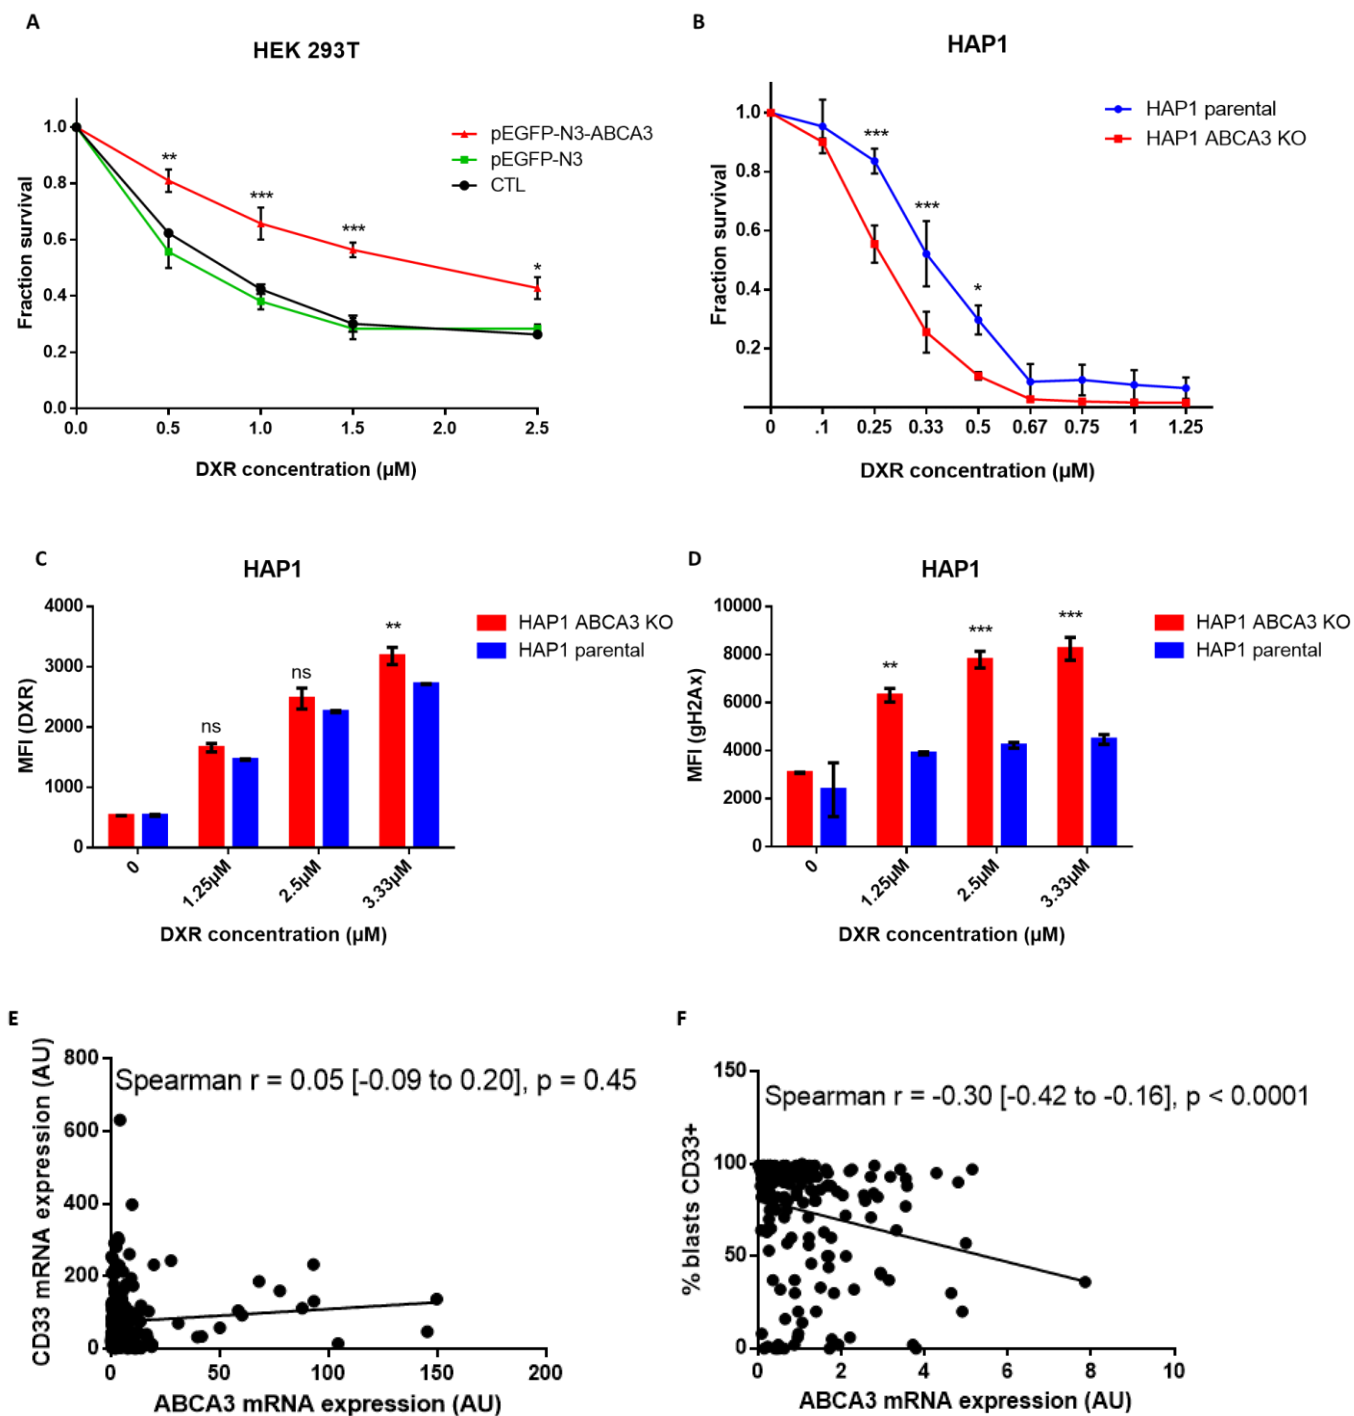 A
HEK 293T
Fraction survival
1.0
0.8
0.6
0.4
0.2
0.0
**
***
***
*
pEGFP-N3-ABCA3
pEGFP-N3
CTL
0.0 0.5 1.0 1.5 2.0 2.5
DXR concentration (µM)
B
HAP1
Fraction survival
1.0
0.8
0.6
0.4
0.2
***
***
*
HAP1 parental
HAP1 ABCA3 KO
0 .1 0.25 0.33 0.5 0.67 0.75 1 1.25
DXR concentration (µM)
C
HAP1
MFI (DXR)
4000
3000
2000
1000
0
ns
ns
**
HAP1 ABCA3 KO
HAP1 parental
0 1.25µM 2.5µM 3.33µM
DXR concentration (µM)
D
HAP1
MFI (gH2Ax)
10000
8000
6000
4000
2000
0
**
***
***
HAP1 ABCA3 KO
HAP1 parental
0 1.25µM 2.5µM 3.33µM
DXR concentration (µM)
E
CD33 mRNA expression (AU)
800
600
400
200
0
Spearman r = 0.05 [-0.09 to 0.20], p = 0.45
0 50 100 150 200
ABCA3 mRNA expression (AU)
F
% blasts CD33+
150
100
50
0
Spearman r = -0.30 [-0.42 to -0.16], p < 0.0001
0 2 4 6 8 10
ABCA3 mRNA expression (AU)